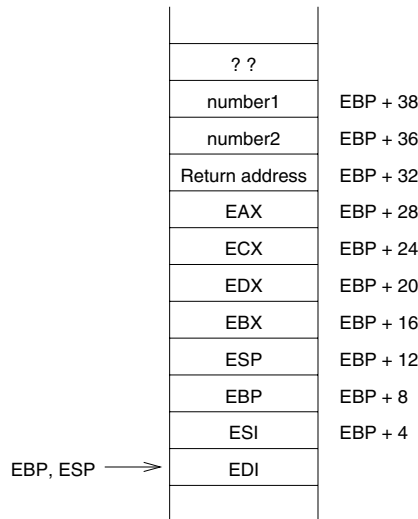 ? ?
number1 EBP + 38
number2 EBP + 36
Return address EBP + 32
EAX EBP + 28
ECX EBP + 24
EDX EBP + 20
EBX EBP + 16
ESP EBP + 12
EBP EBP + 8
ESI EBP + 4
EBP, ESP EDI